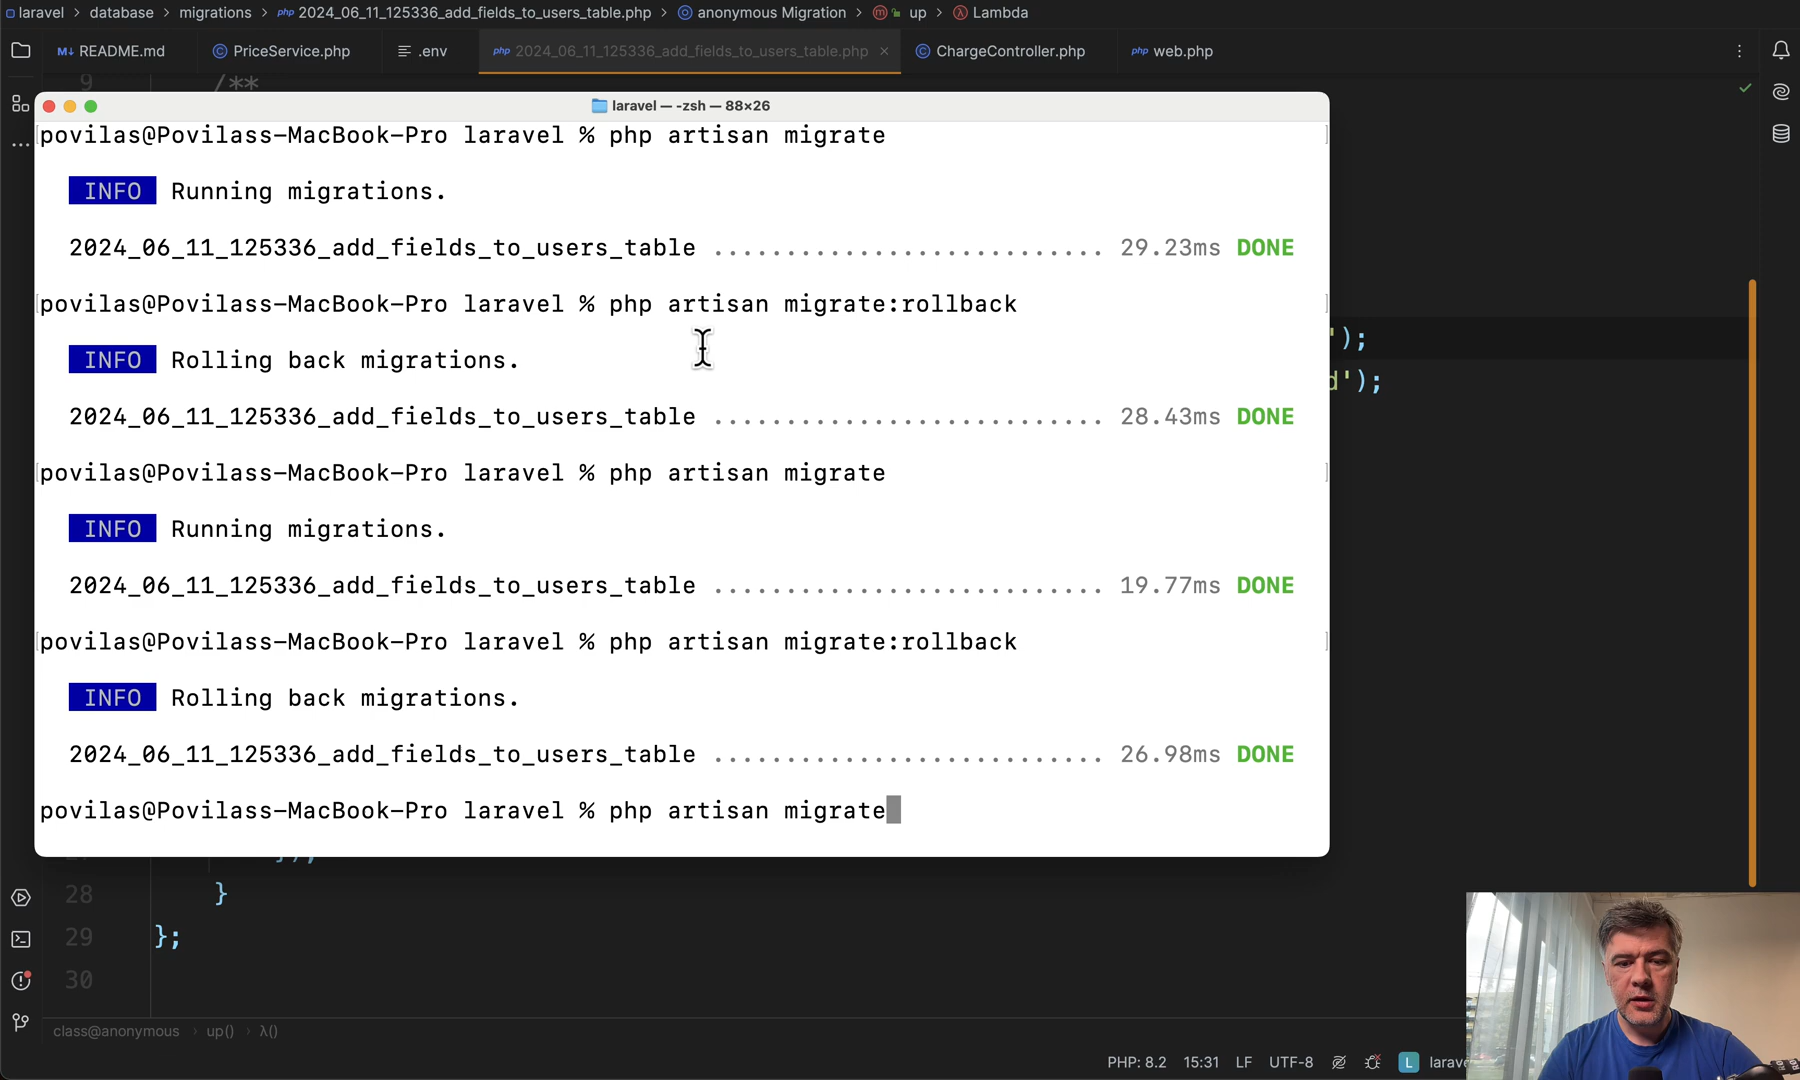 laravel > database > migrations > php 2024_06_11_125336_add_fields_to_users_table.php > anonymous Migration > m up > λ Lambda
M↓ README.md © PriceService.php .env php 2024_06_11_125336_add_fields_to_users_table.php × © ChargeController.php php web.php
9 /**
laravel — -zsh — 88×26
povilas@Povilass-MacBook-Pro laravel % php artisan migrate
INFO Running migrations.
2024_06_11_125336_add_fields_to_users_table ........................... 29.23ms DONE
povilas@Povilass-MacBook-Pro laravel % php artisan migrate:rollback
INFO Rolling back migrations.
');
2024_06_11_125336_add_fields_to_users_table ........................... 28.43ms DONE
d');
povilas@Povilass-MacBook-Pro laravel % php artisan migrate
INFO Running migrations.
2024_06_11_125336_add_fields_to_users_table ........................... 19.77ms DONE
povilas@Povilass-MacBook-Pro laravel % php artisan migrate:rollback
INFO Rolling back migrations.
2024_06_11_125336_add_fields_to_users_table ........................... 26.98ms DONE
povilas@Povilass-MacBook-Pro laravel % php artisan migrate
28 }
29 };
30
class@anonymous > up() > λ()
PHP: 8.2 15:31 LF UTF-8 L